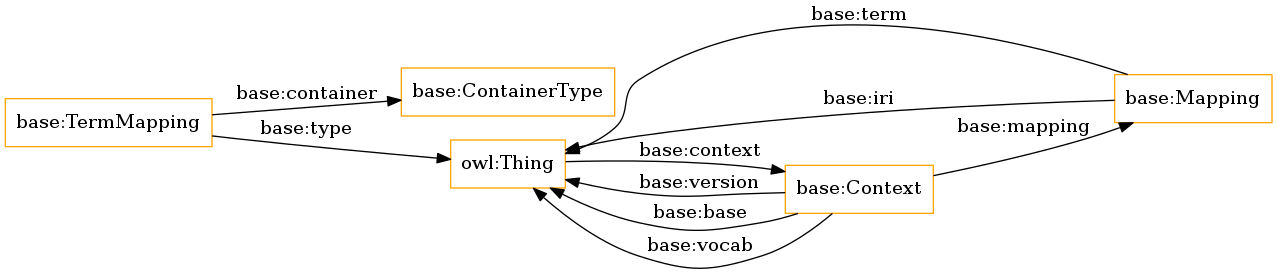 base:term
base:container
base:ContainerType
base:iri
base:Mapping
base:TermMapping
base:type
base:mapping
base:context
owl:Thing
base:version
base:Context
base:base
base:vocab